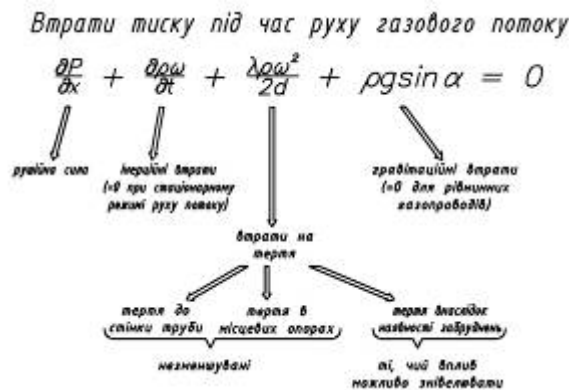 Втрати тиску під час руху газового потоку
∂P/∂x + ∂ρω/∂t + λρω²/2d + ρg sin α = 0
рушійна сила
інерційні втрати
(=0 при стаціонарному
режимі руху потоку)
гравітаційні втрати
(=0 для рівнинних
газопроводів)
втрати на
тертя
тертя до
стінки труби
тертя в
місцевих опорах
тертя внаслідок
наявності забруднень
незменшувані
ті, чий вплив
можливо знівелювати